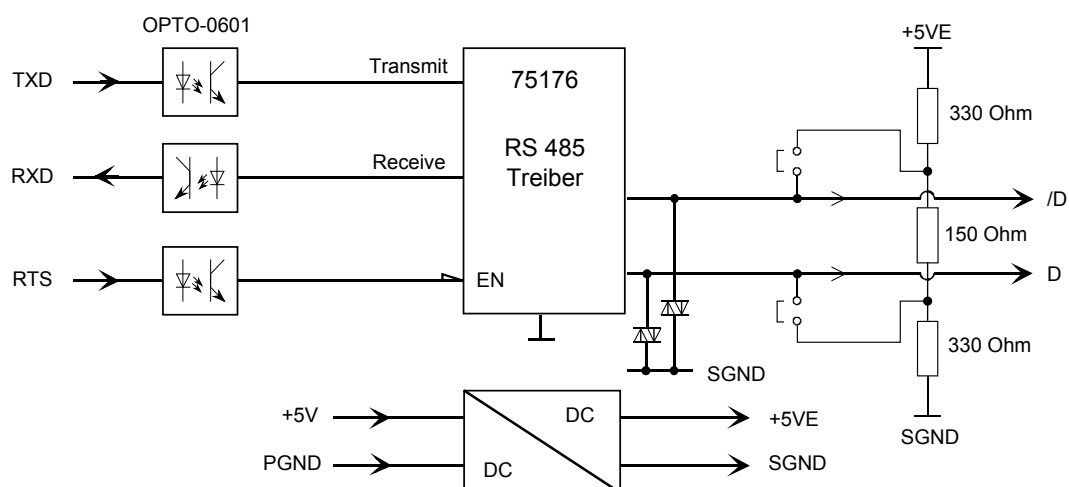 OPTO-0601
+5VE
TXD
Transmit
75176
330 Ohm
RXD
Receive
RS 485
Treiber
/D
150 Ohm
RTS
EN
D
330 Ohm
SGND
+5V
DC
+5VE
SGND
PGND
DC
SGND